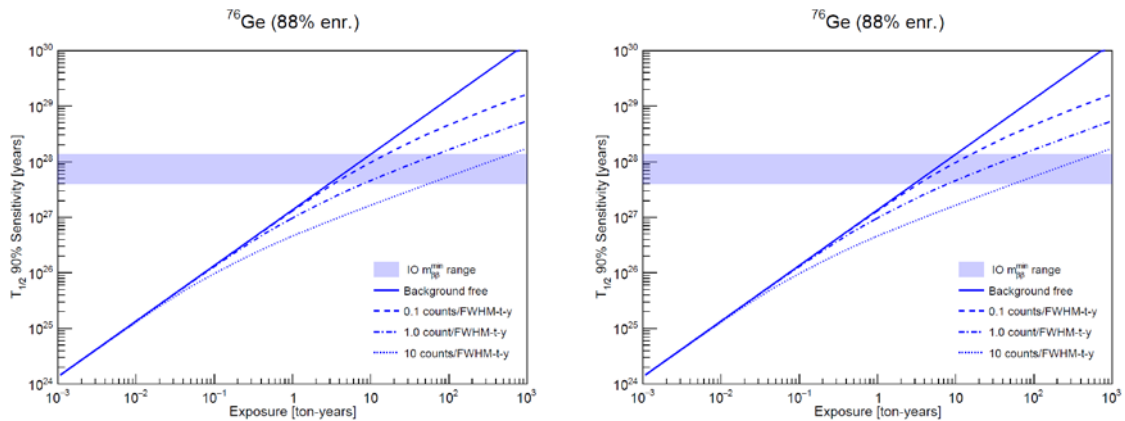 ⁷⁶Ge (88% enr.)
10³⁰
10²⁹
10²⁸
10²⁷
10²⁶
10²⁵
10²⁴
T₁/₂ 90% Sensitivity [years]
IO mᵦᵦᵐⁱⁿ range
Background free
0.1 counts/FWHM-t-y
1.0 count/FWHM-t-y
10 counts/FWHM-t-y
10⁻³ 10⁻² 10⁻¹ 1 10 10² 10³
Exposure [ton-years]
⁷⁶Ge (88% enr.)
10³⁰
10²⁹
10²⁸
10²⁷
10²⁶
10²⁵
10²⁴
T₁/₂ 90% Sensitivity [years]
IO mᵦᵦᵐⁱⁿ range
Background free
0.1 counts/FWHM-t-y
1.0 count/FWHM-t-y
10 counts/FWHM-t-y
10⁻³ 10⁻² 10⁻¹ 1 10 10² 10³
Exposure [ton-years]